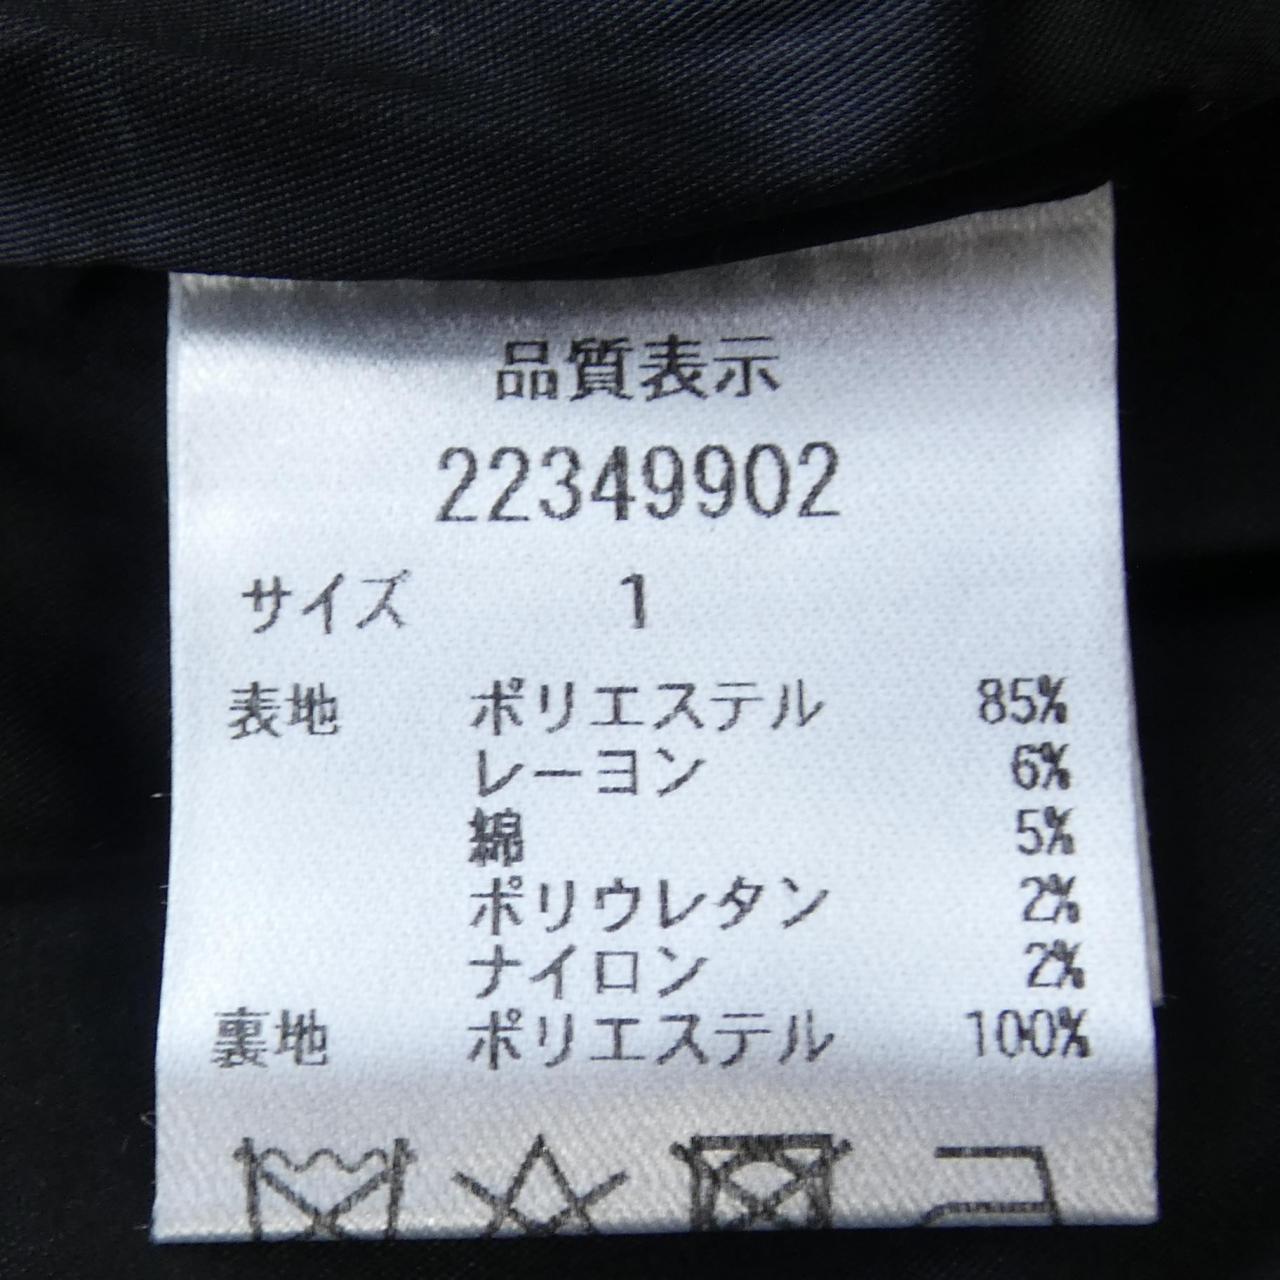 品質表示
22349902
サイズ 1
表地 ポリエステル 85%
レーヨン 6%
綿 5%
ポリウレタン 2%
ナイロン 2%
裏地 ポリエステル 100%